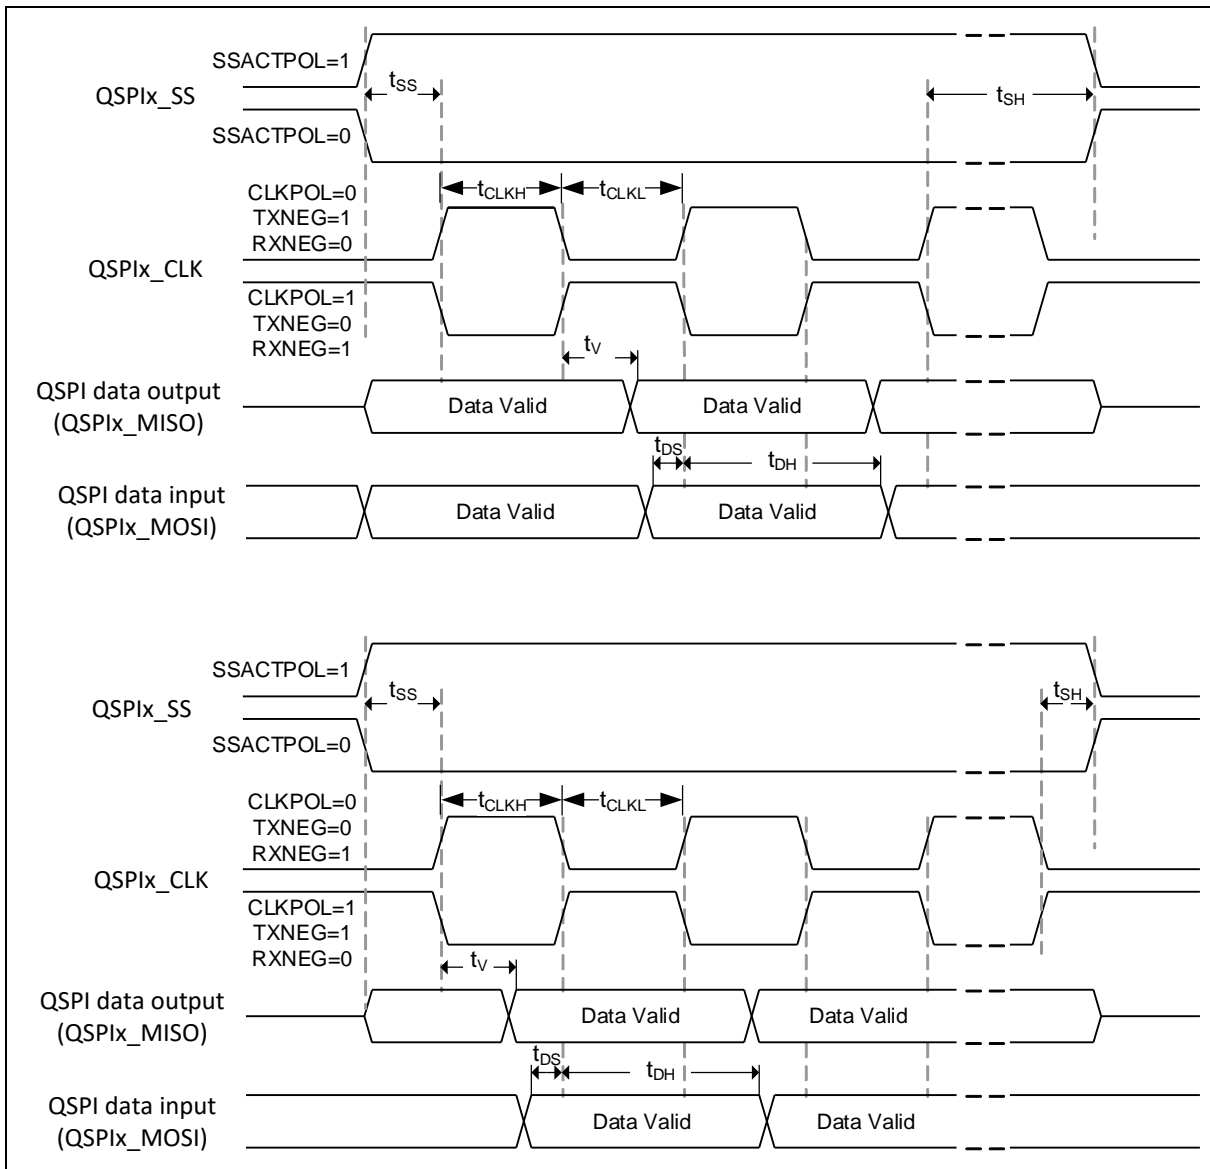 SSACTPOL=1
QSPIx_SS
tSS
tSH
SSACTPOL=0
CLKPOL=0
TXNEG=1
RXNEG=0
tCLKH
tCLKL
QSPIx_CLK
CLKPOL=1
TXNEG=0
RXNEG=1
tV
QSPI data output
(QSPIx_MISO)
Data Valid
Data Valid
tDS
tDH
QSPI data input
(QSPIx_MOSI)
Data Valid
Data Valid
SSACTPOL=1
QSPIx_SS
tSS
tSH
SSACTPOL=0
CLKPOL=0
TXNEG=0
RXNEG=1
tCLKH
tCLKL
QSPIx_CLK
CLKPOL=1
TXNEG=1
RXNEG=0
tV
QSPI data output
(QSPIx_MISO)
Data Valid
Data Valid
tDS
tDH
QSPI data input
(QSPIx_MOSI)
Data Valid
Data Valid